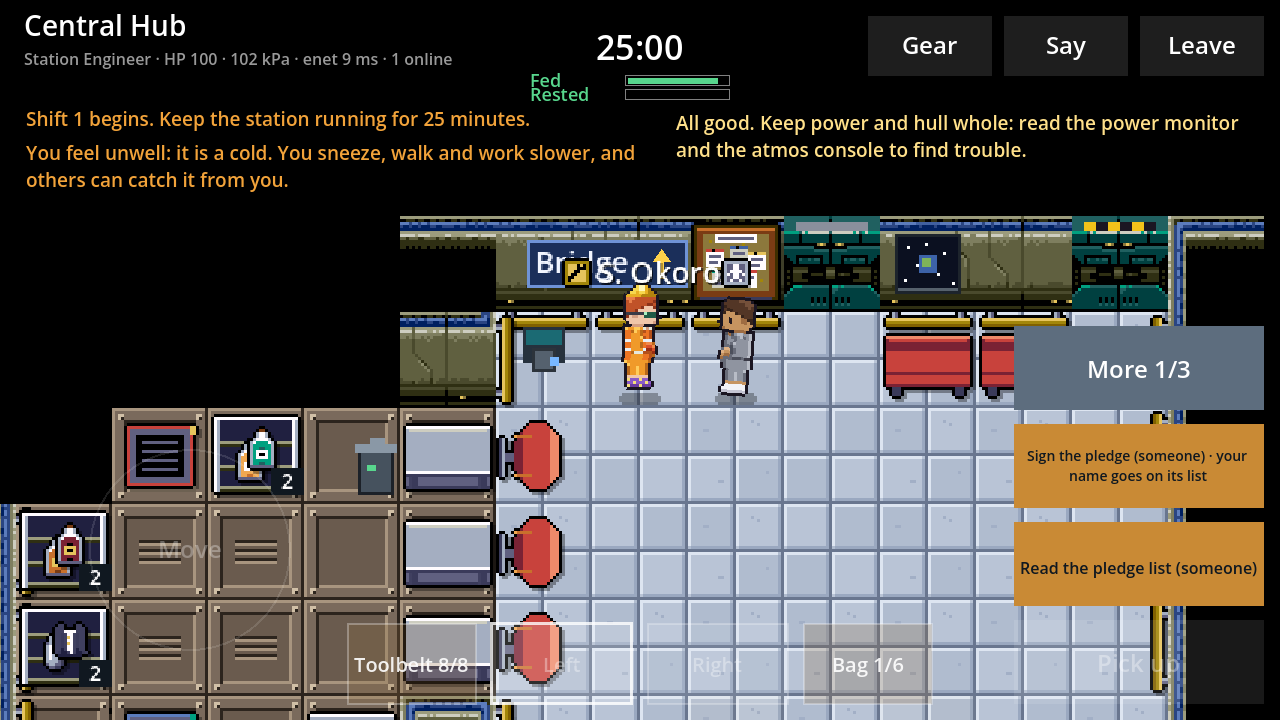 Central Hub
Station Engineer · HP 100 · 102 kPa · enet 9 ms · 1 online
25:00
Fed
Rested
Gear
Say
Leave
Shift 1 begins. Keep the station running for 25 minutes.
You feel unwell: it is a cold. You sneeze, walk and work slower, and
others can catch it from you.
All good. Keep power and hull whole: read the power monitor
and the atmos console to find trouble.
Bridge
S. Okoro
More 1/3
Sign the pledge (someone) · your
name goes on its list
Read the pledge list (someone)
2
Move
2
T
2
Toolbelt 8/8
Left
Right
Bag 1/6
Pick up